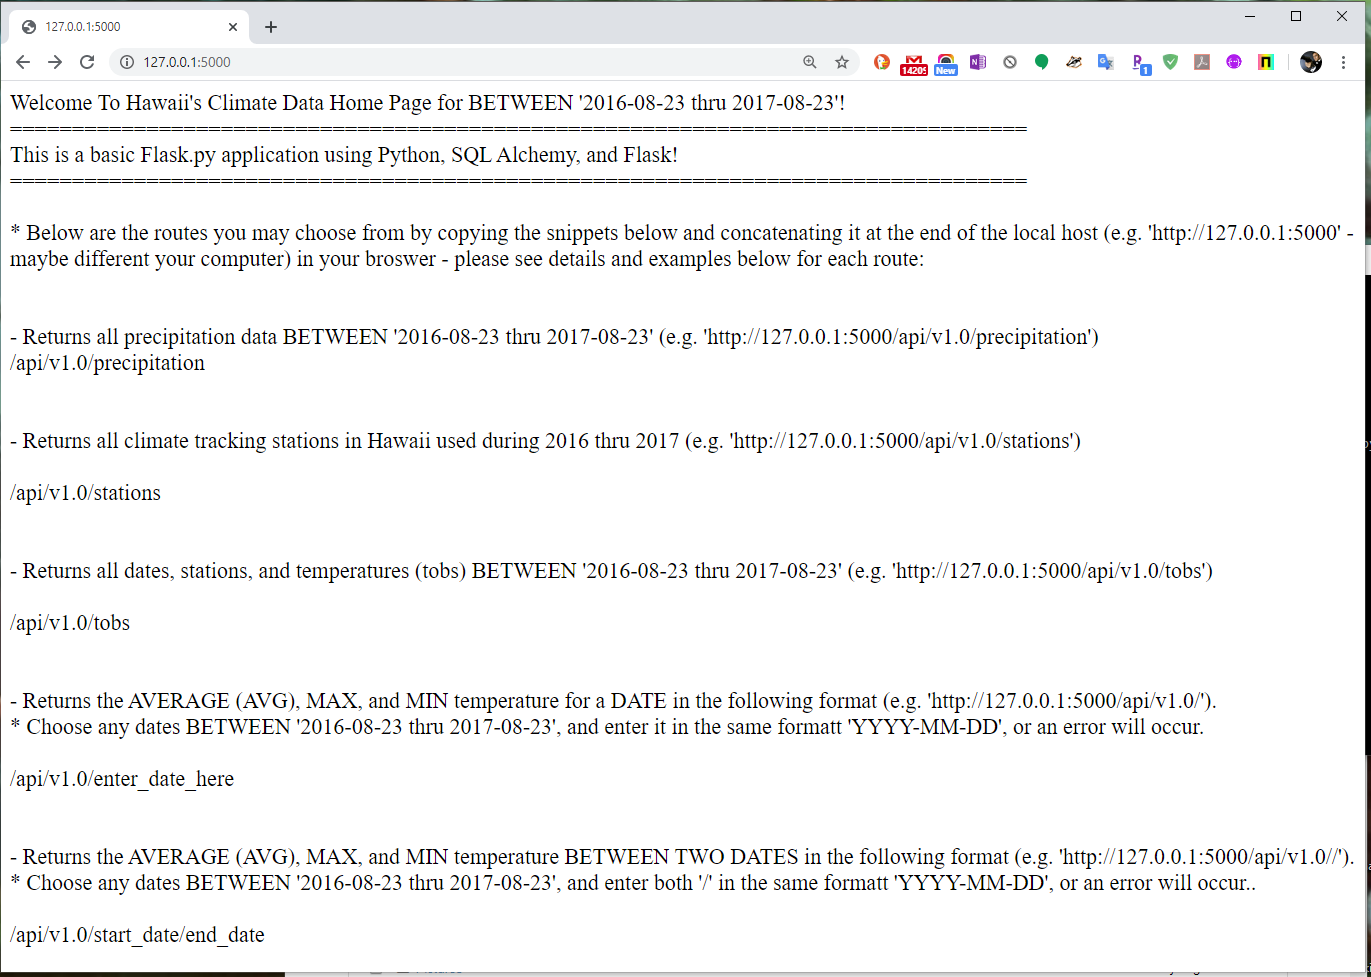 127.0.0.1:5000
127.0.0.1:5000
14209
New
1
Welcome To Hawaii's Climate Data Home Page for BETWEEN '2016-08-23 thru 2017-08-23'!
===================================================================================
This is a basic Flask.py application using Python, SQL Alchemy, and Flask!
===================================================================================
* Below are the routes you may choose from by copying the snippets below and concatenating it at the end of the local host (e.g. 'http://127.0.0.1:5000' -
maybe different your computer) in your broswer - please see details and examples below for each route:
- Returns all precipitation data BETWEEN '2016-08-23 thru 2017-08-23' (e.g. 'http://127.0.0.1:5000/api/v1.0/precipitation')
/api/v1.0/precipitation
- Returns all climate tracking stations in Hawaii used during 2016 thru 2017 (e.g. 'http://127.0.0.1:5000/api/v1.0/stations')
/api/v1.0/stations
- Returns all dates, stations, and temperatures (tobs) BETWEEN '2016-08-23 thru 2017-08-23' (e.g. 'http://127.0.0.1:5000/api/v1.0/tobs')
/api/v1.0/tobs
- Returns the AVERAGE (AVG), MAX, and MIN temperature for a DATE in the following format (e.g. 'http://127.0.0.1:5000/api/v1.0/').
* Choose any dates BETWEEN '2016-08-23 thru 2017-08-23', and enter it in the same formatt 'YYYY-MM-DD', or an error will occur.
/api/v1.0/enter_date_here
- Returns the AVERAGE (AVG), MAX, and MIN temperature BETWEEN TWO DATES in the following format (e.g. 'http://127.0.0.1:5000/api/v1.0//').
* Choose any dates BETWEEN '2016-08-23 thru 2017-08-23', and enter both '/' in the same formatt 'YYYY-MM-DD', or an error will occur..
/api/v1.0/start_date/end_date